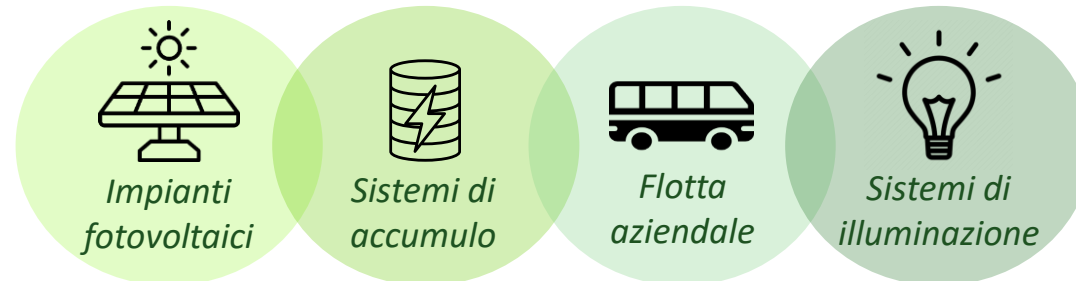 Impianti
fotovoltaici
Sistemi di
accumulo
Flotta
aziendale
Sistemi di
illuminazione